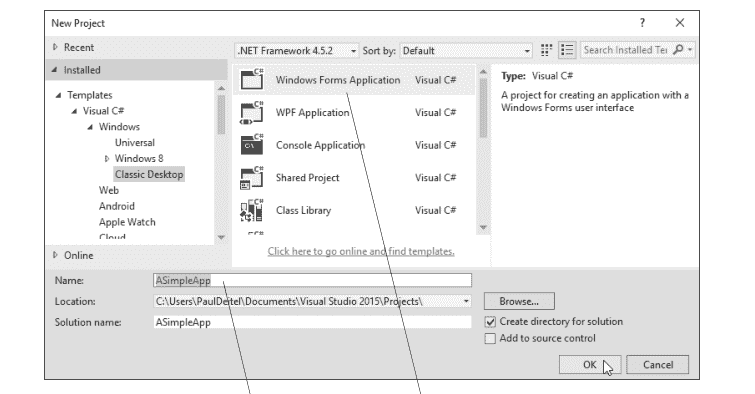 New Project ? ×
Recent
Installed
Templates
Visual C#
Windows
Universal
Windows 8
Classic Desktop
Web
Android
Apple Watch
Cloud
Online
.NET Framework 4.5.2 Sort by: Default
Search Installed Te
C# Windows Forms Application Visual C#
C# WPF Application Visual C#
C# Console Application Visual C#
C# Shared Project Visual C#
C# Class Library Visual C#
C#
Click here to go online and find templates.
Type: Visual C#
A project for creating an application with a
Windows Forms user interface
Name: ASimpleApp
Location: C:\Users\PaulDeitel\Documents\Visual Studio 2015\Projects\ Browse...
Solution name: ASimpleApp
Create directory for solution
Add to source control
OK Cancel